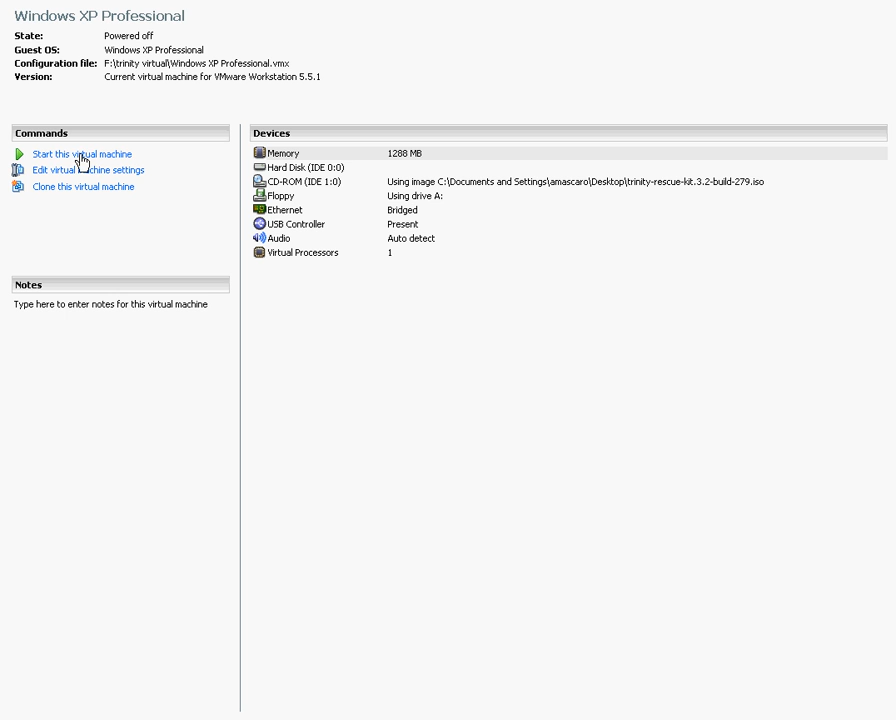 Windows XP Professional
State: Powered off
Guest OS: Windows XP Professional
Configuration file: F:\trinity virtual\Windows XP Professional.vmx
Version: Current virtual machine for VMware Workstation 5.5.1
Commands
Start this virtual machine
Edit virtual machine settings
Clone this virtual machine
Notes
Type here to enter notes for this virtual machine
Devices
Memory 1288 MB
Hard Disk (IDE 0:0)
CD-ROM (IDE 1:0) Using image C:\Documents and Settings\amascaro\Desktop\trinity-rescue-kit.3.2-build-279.iso
Floppy Using drive A:
Ethernet Bridged
USB Controller Present
Audio Auto detect
Virtual Processors 1